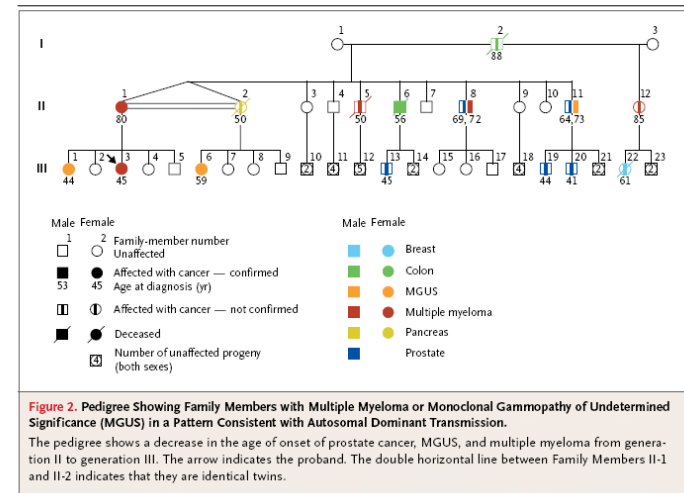 1 2 3
I
88
1 2 3 4 5 6 7 8 9 10 11 12
II
80 50 50 56 69, 72 64,73 85
1 2 3 4 5 6 7 8 9 10 11 12 13 14 15 16 17 18 19 20 21 22 23
III
2 4 5 2 4 2 2
44 45 59 45 44 41 61
Male Female
1 2 Family-member number
Unaffected
Affected with cancer — confirmed
53 45 Age at diagnosis (yr)
Affected with cancer — not confirmed
Deceased
4 Number of unaffected progeny
(both sexes)
Male Female
Breast
Colon
MGUS
Multiple myeloma
Pancreas
Prostate
Figure 2. Pedigree Showing Family Members with Multiple Myeloma or Monoclonal Gammopathy of Undetermined
Significance (MGUS) in a Pattern Consistent with Autosomal Dominant Transmission.
The pedigree shows a decrease in the age of onset of prostate cancer, MGUS, and multiple myeloma from genera-
tion II to generation III. The arrow indicates the proband. The double horizontal line between Family Members II-1
and II-2 indicates that they are identical twins.